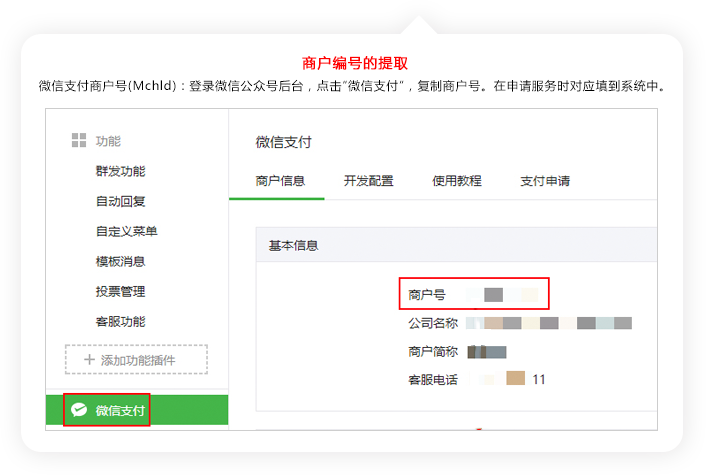 商户编号的提取
微信支付商户号(MchId)：登录微信公众号后台，点击“微信支付”，复制商户号。在申请服务时对应填到系统中。
功能
群发功能
自动回复
自定义菜单
模板消息
投票管理
客服功能
添加功能插件
微信支付
微信支付
商户信息 开发配置 使用教程 支付申请
基本信息
商户号
公司名称
商户简称
客服电话 11